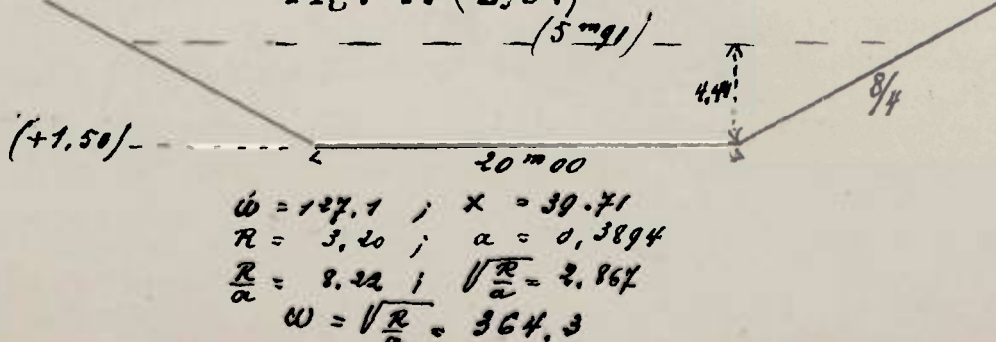 (5 m 91)
4,41
8/4
(+1,50)
20 m 00
ω = 127,1 ; x = 39.71
R = 3,20 ; a = 0,3894
R/a = 8.22 ; √R/a = 2,867
ω = √R/a = 364,3